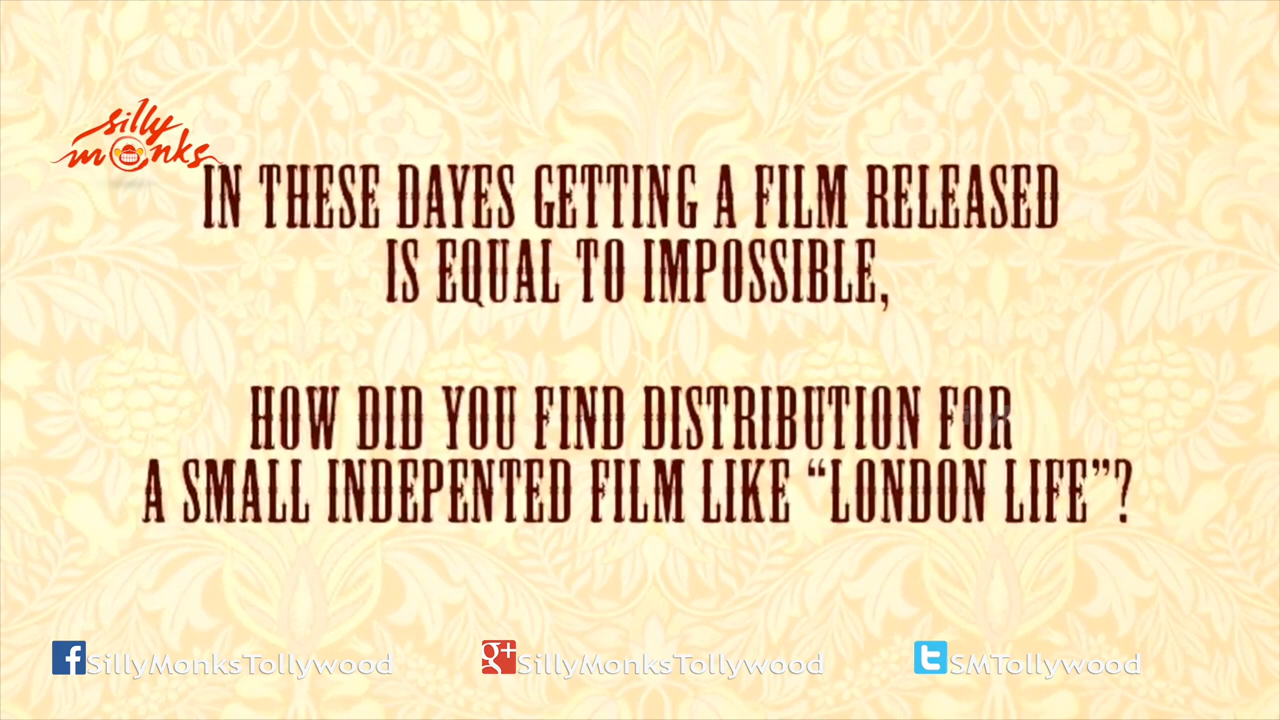 silly
monks
IN THESE DAYES GETTING A FILM RELEASED
IS EQUAL TO IMPOSSIBLE,
HOW DID YOU FIND DISTRIBUTION FOR
A SMALL INDEPENTED FILM LIKE “LONDON LIFE”?
f SillyMonksTollywood
g+ SillyMonksTollywood
t SMTollywood